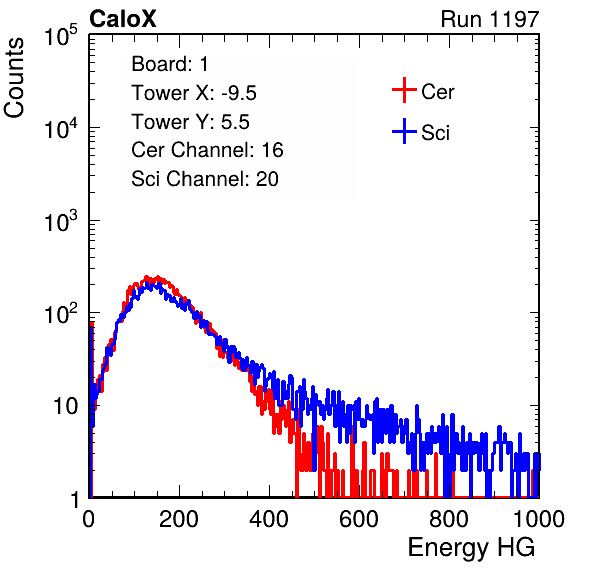 CaloX Run 1197
Counts
10^5
10^4
10^3
10^2
10
1
Board: 1
Tower X: -9.5
Tower Y: 5.5
Cer Channel: 16
Sci Channel: 20
Cer
Sci
0 200 400 600 800 1000
Energy HG